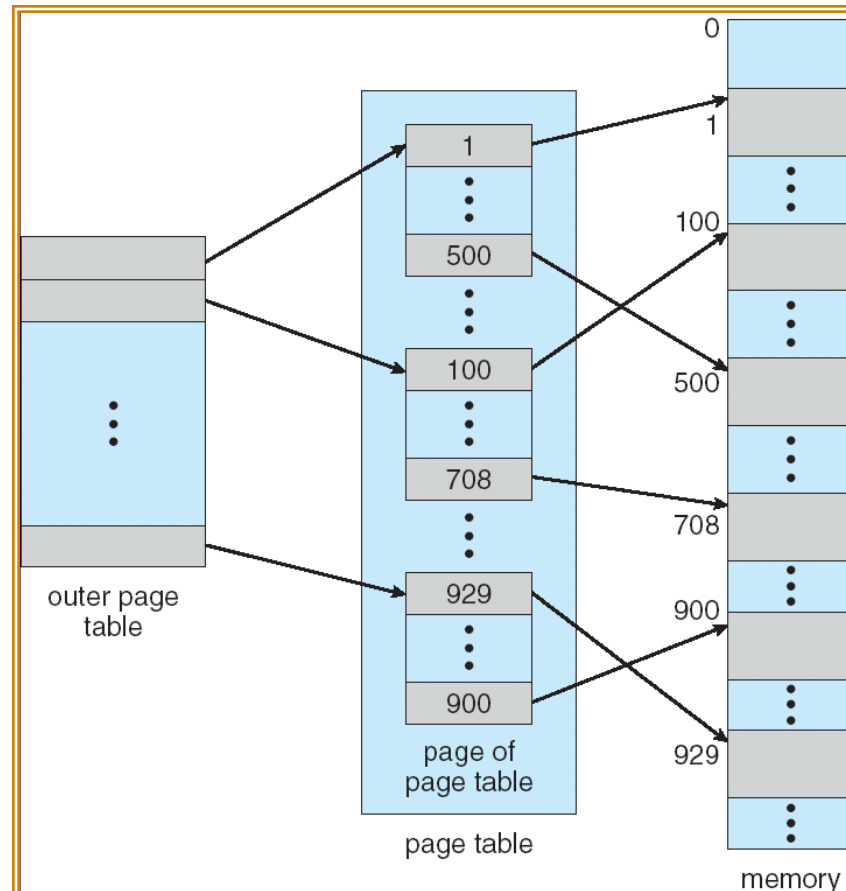 0
1
100
500
708
900
929
1
500
100
708
929
900
outer page
table
page of
page table
page table
memory